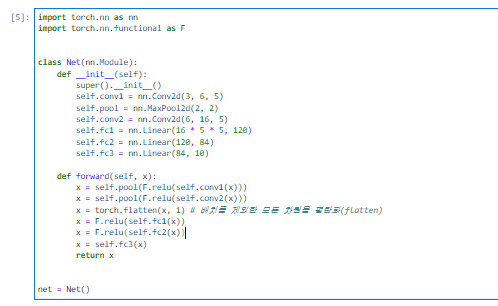 [5]:
import torch.nn as nn
import torch.nn.functional as F
class Net(nn.Module):
def __init__(self):
super().__init__()
self.conv1 = nn.Conv2d(3, 6, 5)
self.pool = nn.MaxPool2d(2, 2)
self.conv2 = nn.Conv2d(6, 16, 5)
self.fc1 = nn.Linear(16 * 5 * 5, 120)
self.fc2 = nn.Linear(120, 84)
self.fc3 = nn.Linear(84, 10)
def forward(self, x):
x = self.pool(F.relu(self.conv1(x)))
x = self.pool(F.relu(self.conv2(x)))
x = torch.flatten(x, 1) # 배치를 제외한 모든 차원을 평탄화(flatten)
x = F.relu(self.fc1(x))
x = F.relu(self.fc2(x))
x = self.fc3(x)
return x
net = Net()